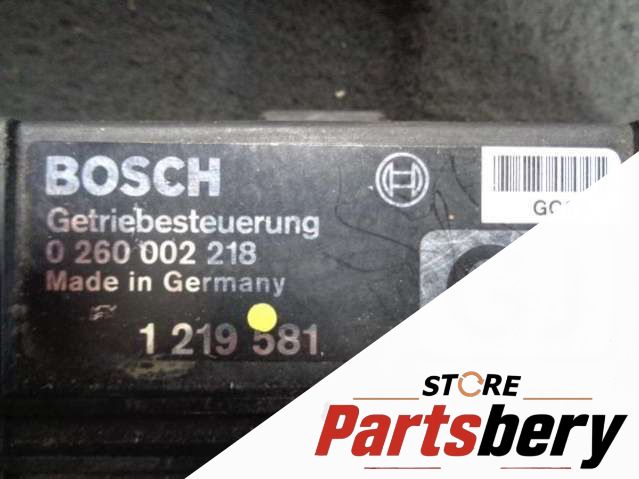 BOSCH
Getriebesteuerung
0 260 002 218
Made in Germany
1 219 581
STORE
Partsbery